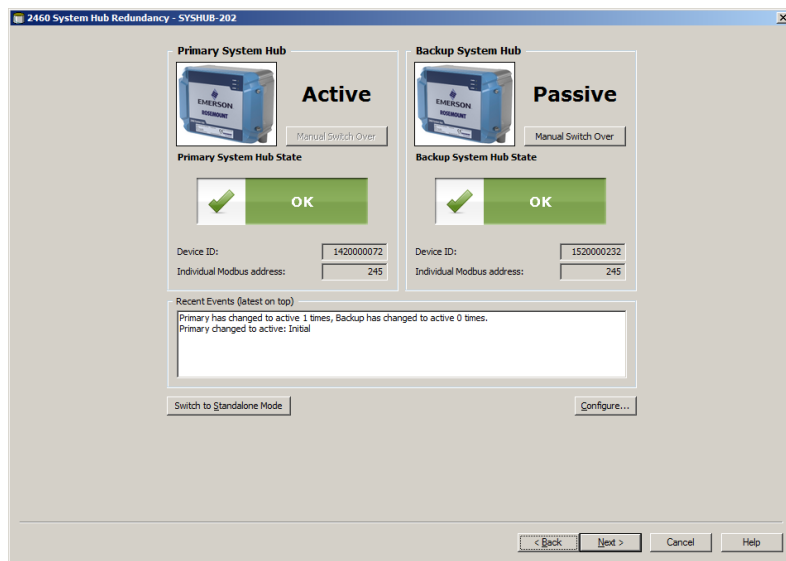 2460 System Hub Redundancy - SYSHUB-202
Primary System Hub
EMERSON
ROSEMOUNT
Active
Manual Switch Over
Primary System Hub State
OK
Device ID: 1420000072
Individual Modbus address: 245
Backup System Hub
EMERSON
ROSEMOUNT
Passive
Manual Switch Over
Backup System Hub State
OK
Device ID: 1520000232
Individual Modbus address: 245
Recent Events (latest on top)
Primary has changed to active 1 times, Backup has changed to active 0 times.
Primary changed to active: Initial
Switch to Standalone Mode
Configure...
< Back
Next >
Cancel
Help